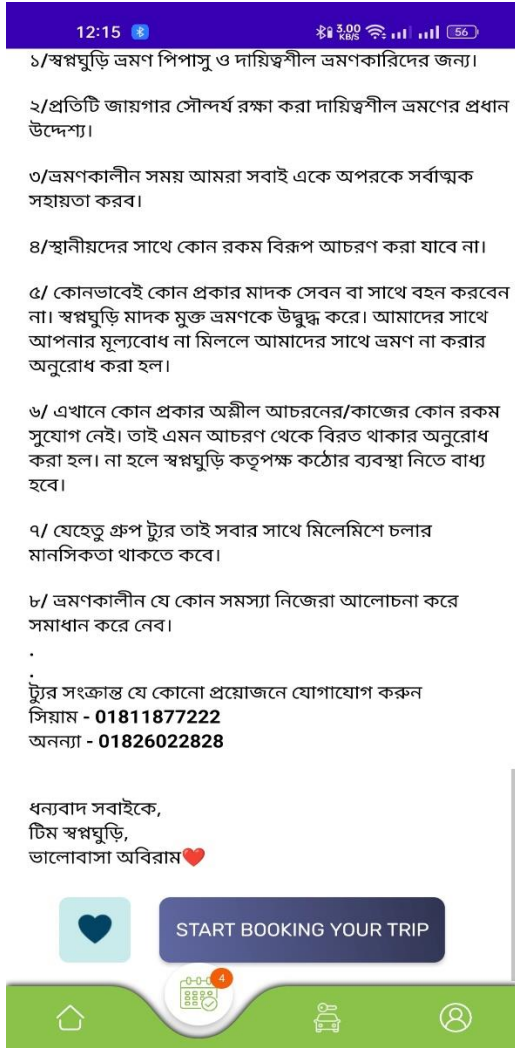 12:15
3.00 KB/S
56
১/স্বপ্নঘুড়ি ভ্রমণ পিপাসু ও দায়িত্বশীল ভ্রমণকারিদের জন্য।
২/প্রতিটি জায়গার সৌন্দর্য রক্ষা করা দায়িত্বশীল ভ্রমণের প্রধান
উদ্দেশ্য।
৩/ভ্রমণকালীন সময় আমরা সবাই একে অপরকে সর্বাত্মক
সহায়তা করব।
৪/স্থানীয়দের সাথে কোন রকম বিরূপ আচরণ করা যাবে না।
৫/ কোনভাবেই কোন প্রকার মাদক সেবন বা সাথে বহন করবেন
না। স্বপ্নঘুড়ি মাদক মুক্ত ভ্রমণকে উদ্বুদ্ধ করে। আমাদের সাথে
আপনার মূল্যবোধ না মিললে আমাদের সাথে ভ্রমণ না করার
অনুরোধ করা হল।
৬/ এখানে কোন প্রকার অশ্লীল আচরনের/কাজের কোন রকম
সুযোগ নেই। তাই এমন আচরণ থেকে বিরত থাকার অনুরোধ
করা হল। না হলে স্বপ্নঘুড়ি কতৃপক্ষ কঠোর ব্যবস্থা নিতে বাধ্য
হবে।
৭/ যেহেতু গ্রুপ ট্যুর তাই সবার সাথে মিলেমিশে চলার
মানসিকতা থাকতে কবে।
৮/ ভ্রমণকালীন যে কোন সমস্যা নিজেরা আলোচনা করে
সমাধান করে নেব।
.
.
ট্যুর সংক্রান্ত যে কোনো প্রয়োজনে যোগাযোগ করুন
সিয়াম - 01811877222
অনন্যা - 01826022828
ধন্যবাদ সবাইকে,
টিম স্বপ্নঘুড়ি,
ভালোবাসা অবিরাম❤️
START BOOKING YOUR TRIP
4